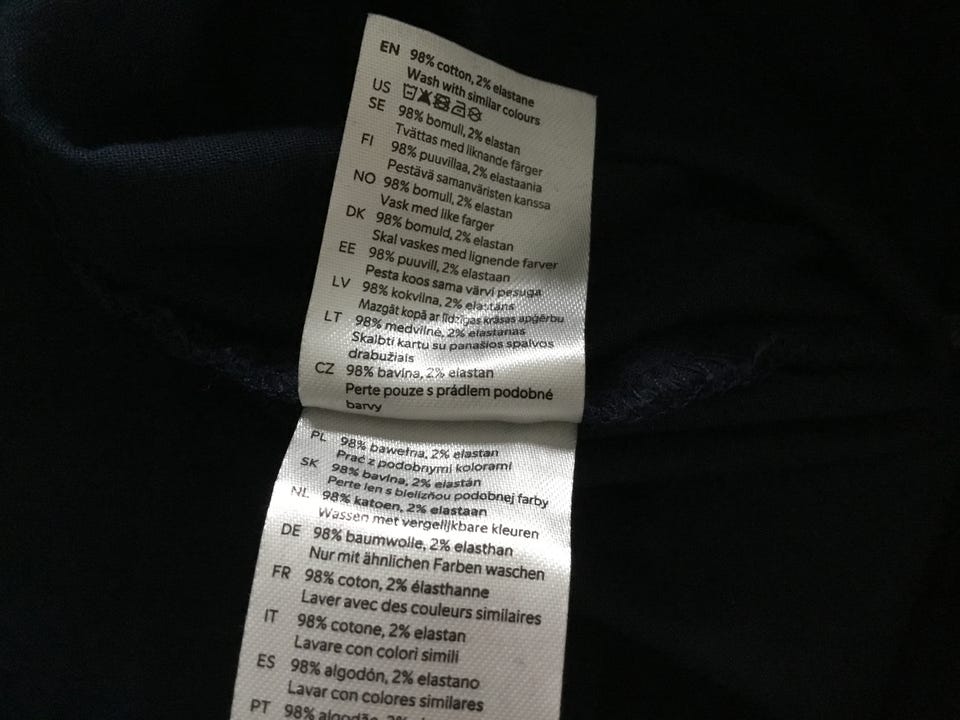 EN 98% cotton, 2% elastane
Wash with similar colours
US
SE 98% bomull, 2% elastan
Tvättas med liknande färger
FI 98% puuvillaa, 2% elastaania
Pestävä samanväristen kanssa
NO 98% bomull, 2% elastan
Vask med like farger
DK 98% bomuld, 2% elastan
Skal vaskes med lignende farver
EE 98% puuvill, 2% elastaan
Pesta koos sama värvi pesuga
LV 98% kokvilna, 2% elastāns
Mazgāt kopā ar līdzīgas krāsas apģērbu
LT 98% medvilnė, 2% elastanas
Skalbti kartu su panašios spalvos
drabužiais
CZ 98% bavlna, 2% elastan
Perte pouze s prádlem podobné
barvy
PL 98% bawełna, 2% elastan
Prać z podobnymi kolorami
SK 98% bavlna, 2% elastán
Perte len s bielizňou podobnej farby
NL 98% katoen, 2% elastaan
Wassen met vergelijkbare kleuren
DE 98% baumwolle, 2% elasthan
Nur mit ähnlichen Farben waschen
FR 98% coton, 2% élasthanne
Laver avec des couleurs similaires
IT 98% cotone, 2% elastan
Lavare con colori simili
ES 98% algodón, 2% elastano
Lavar con colores similares
PT 98% algodão, 2%